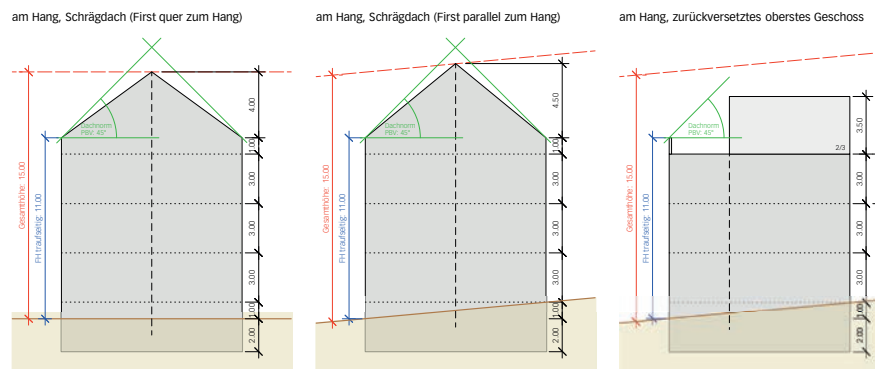 am Hang, Schrägdach (First quer zum Hang)
Gesamthöhe: 15.00
FH traufseitig: 11.00
Dachnorm
PBV: 45°
4.00
1.00
3.00
3.00
3.00
1.00
2.00
am Hang, Schrägdach (First parallel zum Hang)
Gesamthöhe: 15.00
FH traufseitig: 11.00
Dachnorm
PBV: 45°
4.50
1.00
3.00
3.00
3.00
1.00
2.00
am Hang, zurückversetztes oberstes Geschoss
Gesamthöhe: 15.00
FH traufseitig: 11.00
Dachnorm
PBV: 45°
2/3
3.50
3.00
3.00
3.00
1.00
2.00